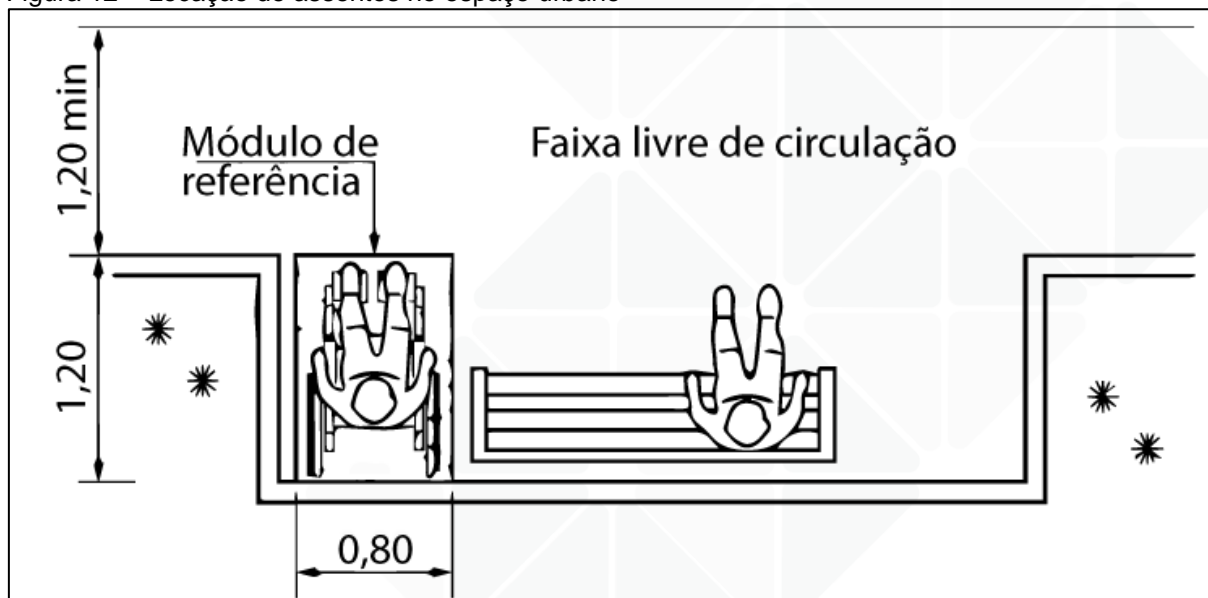 Figura 12 – Locação de assentos no espaço urbano
1,20 min
Módulo de
referência
Faixa livre de circulação
1,20
0,80